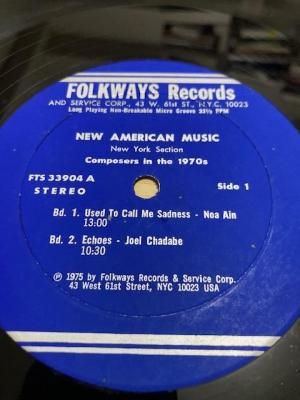 FOLKWAYS Records
AND SERVICE CORP., 43 W. 61st ST., N.Y.C. 10023
Long Playing Non-Breakable Micro Groove 33⅓ RPM
NEW AMERICAN MUSIC
New York Section
Composers in the 1970s
FTS 33904 A
STEREO
Side 1
Bd. 1. Used To Call Me Sadness - Noa Ain
13:00
Bd. 2. Echoes - Joel Chadabe
10:30
℗ 1975 by Folkways Records & Service Corp.
43 West 61st Street, NYC 10023 USA